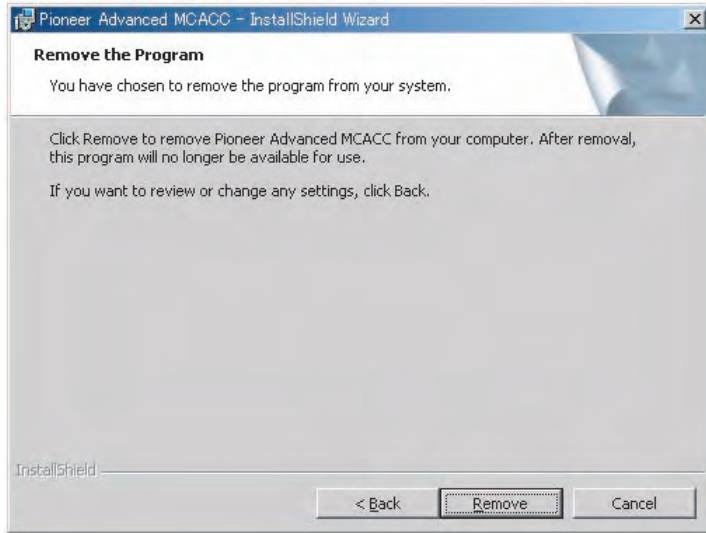 Pioneer Advanced MCACC - InstallShield Wizard
Remove the Program
You have chosen to remove the program from your system.
Click Remove to remove Pioneer Advanced MCACC from your computer. After removal,
this program will no longer be available for use.
If you want to review or change any settings, click Back.
InstallShield
< Back
Remove
Cancel